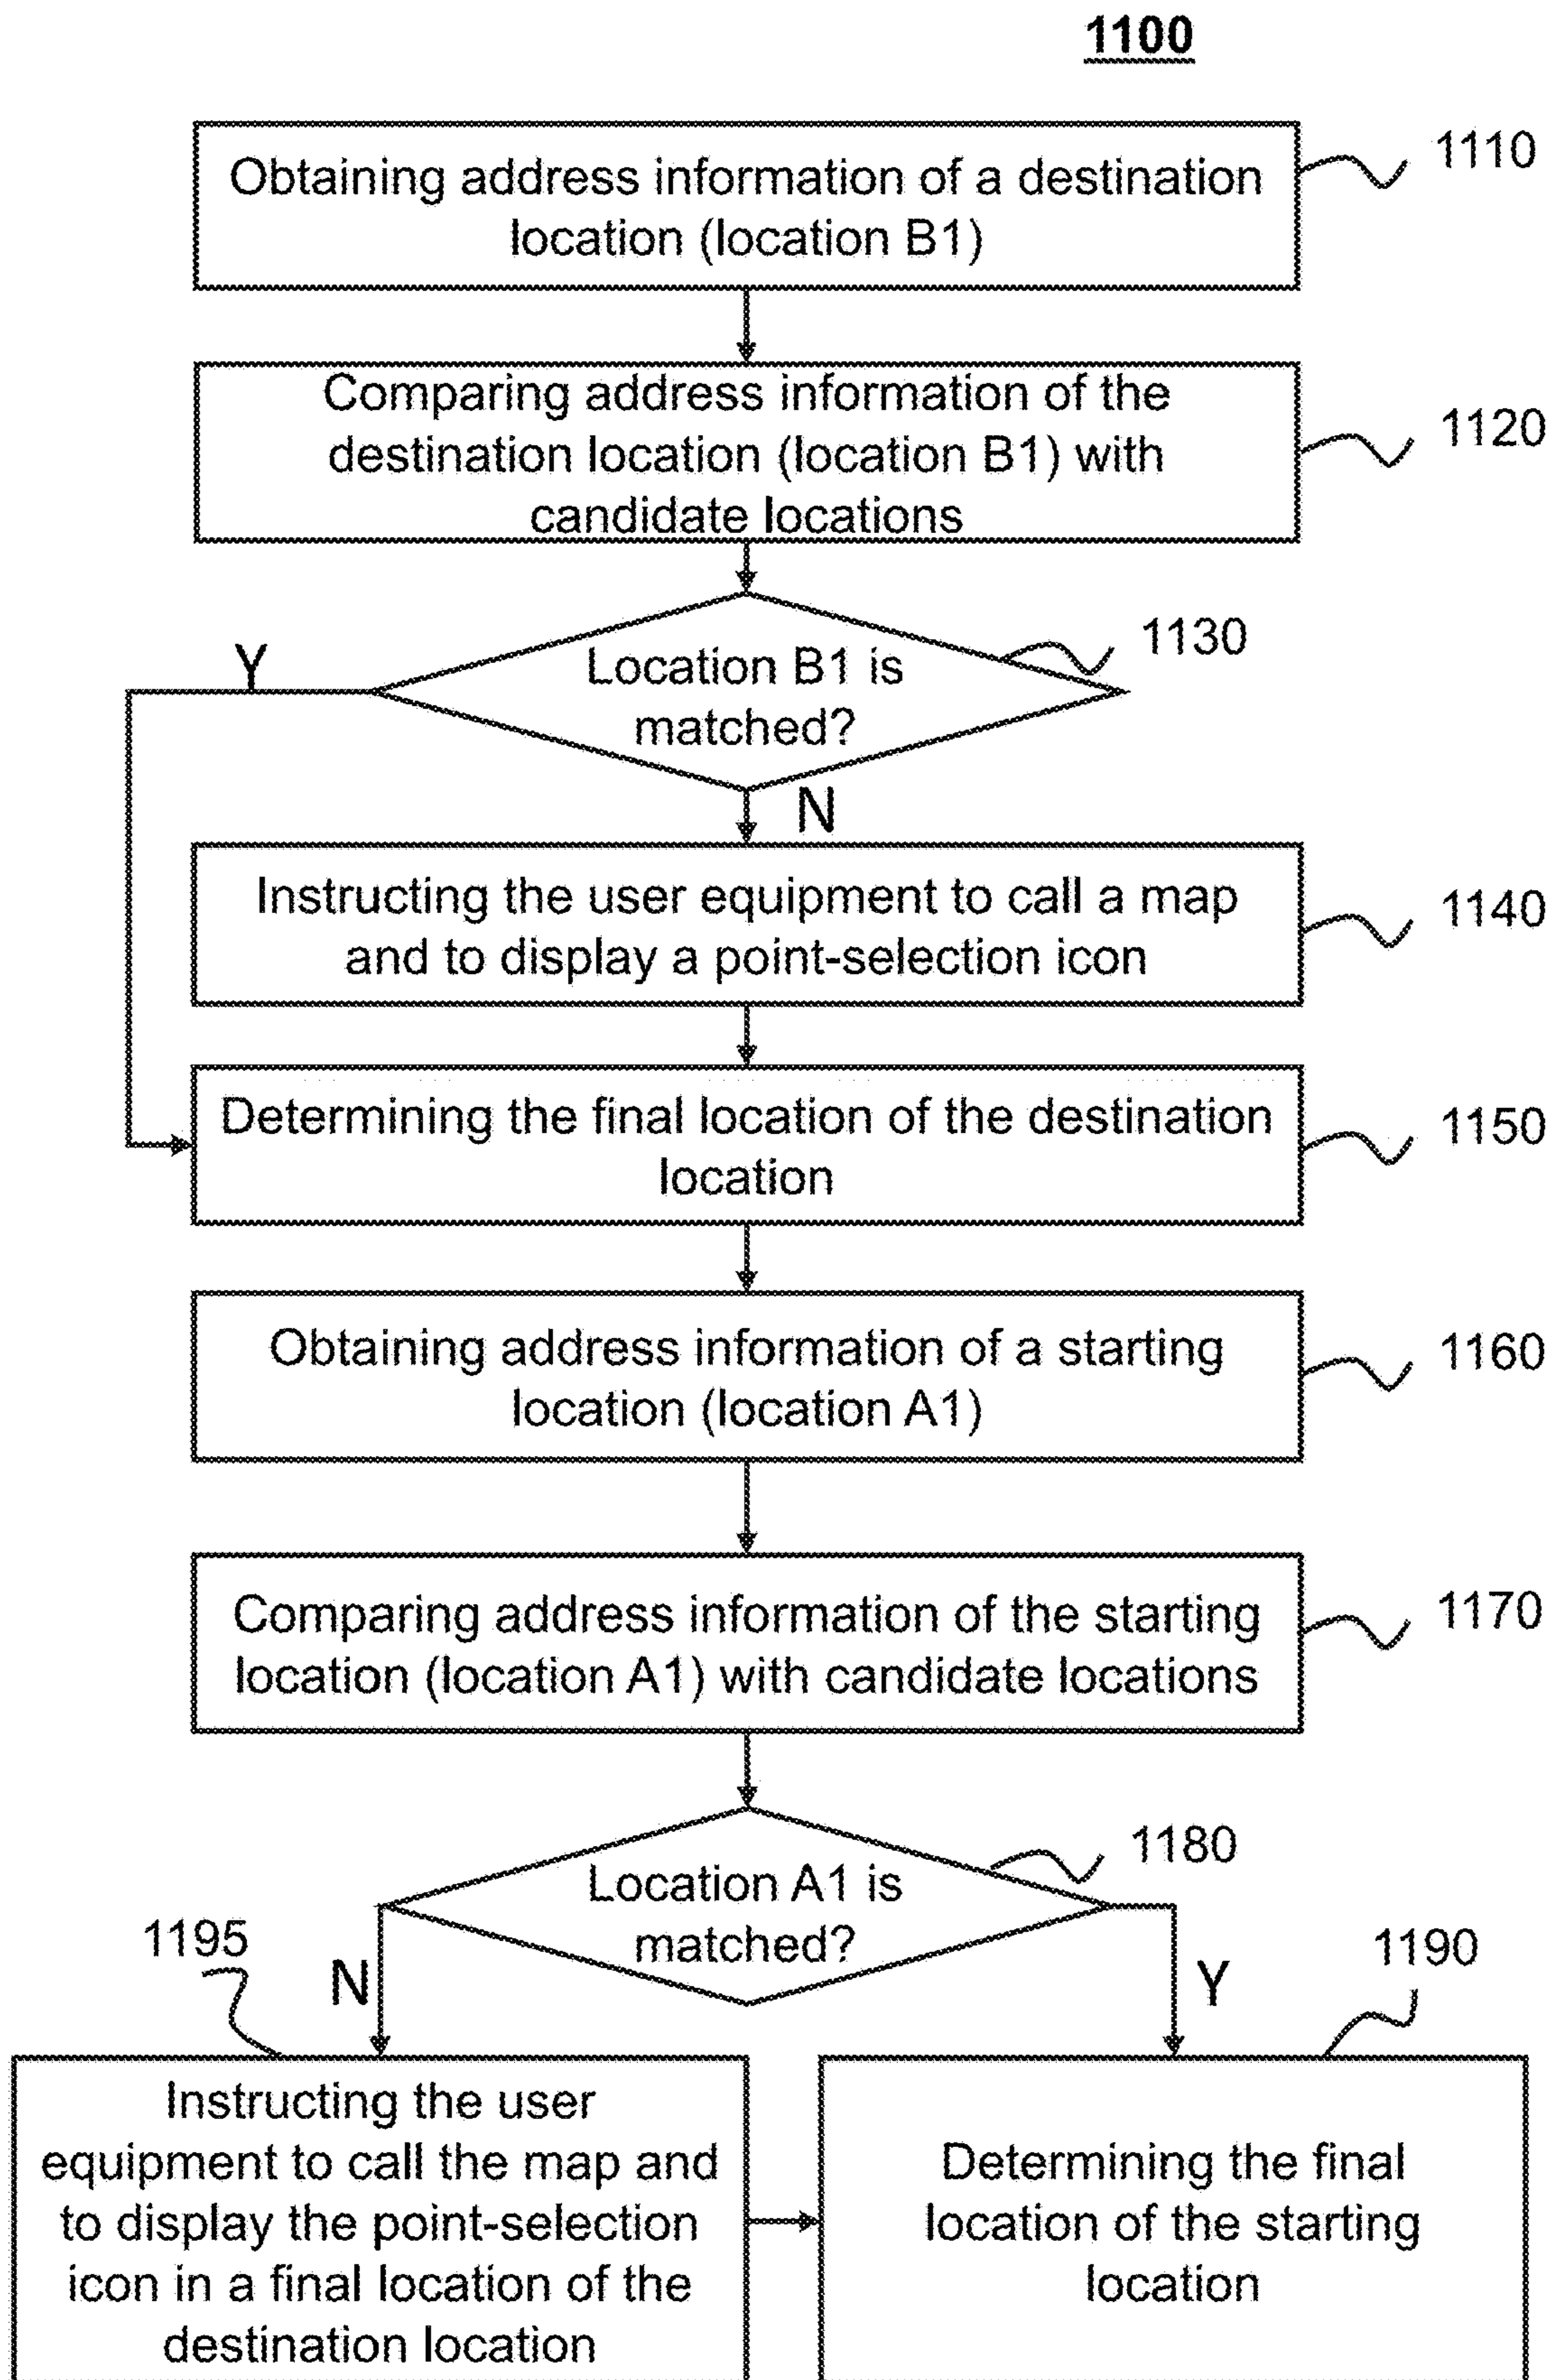 1100
Obtaining address information of a destination
location (location B1)
1110
Comparing address information of the
destination location (location B1) with
candidate locations
1120
Location B1 is
matched?
1130
Y
N
Instructing the user equipment to call a map
and to display a point-selection icon
1140
Determining the final location of the destination
location
1150
Obtaining address information of a starting
location (location A1)
1160
Comparing address information of the starting
location (location A1) with candidate locations
1170
Location A1 is
matched?
1180
1195
N
Y
1190
Instructing the user
equipment to call the map and
to display the point-selection
icon in a final location of the
destination location
Determining the final
location of the starting
location